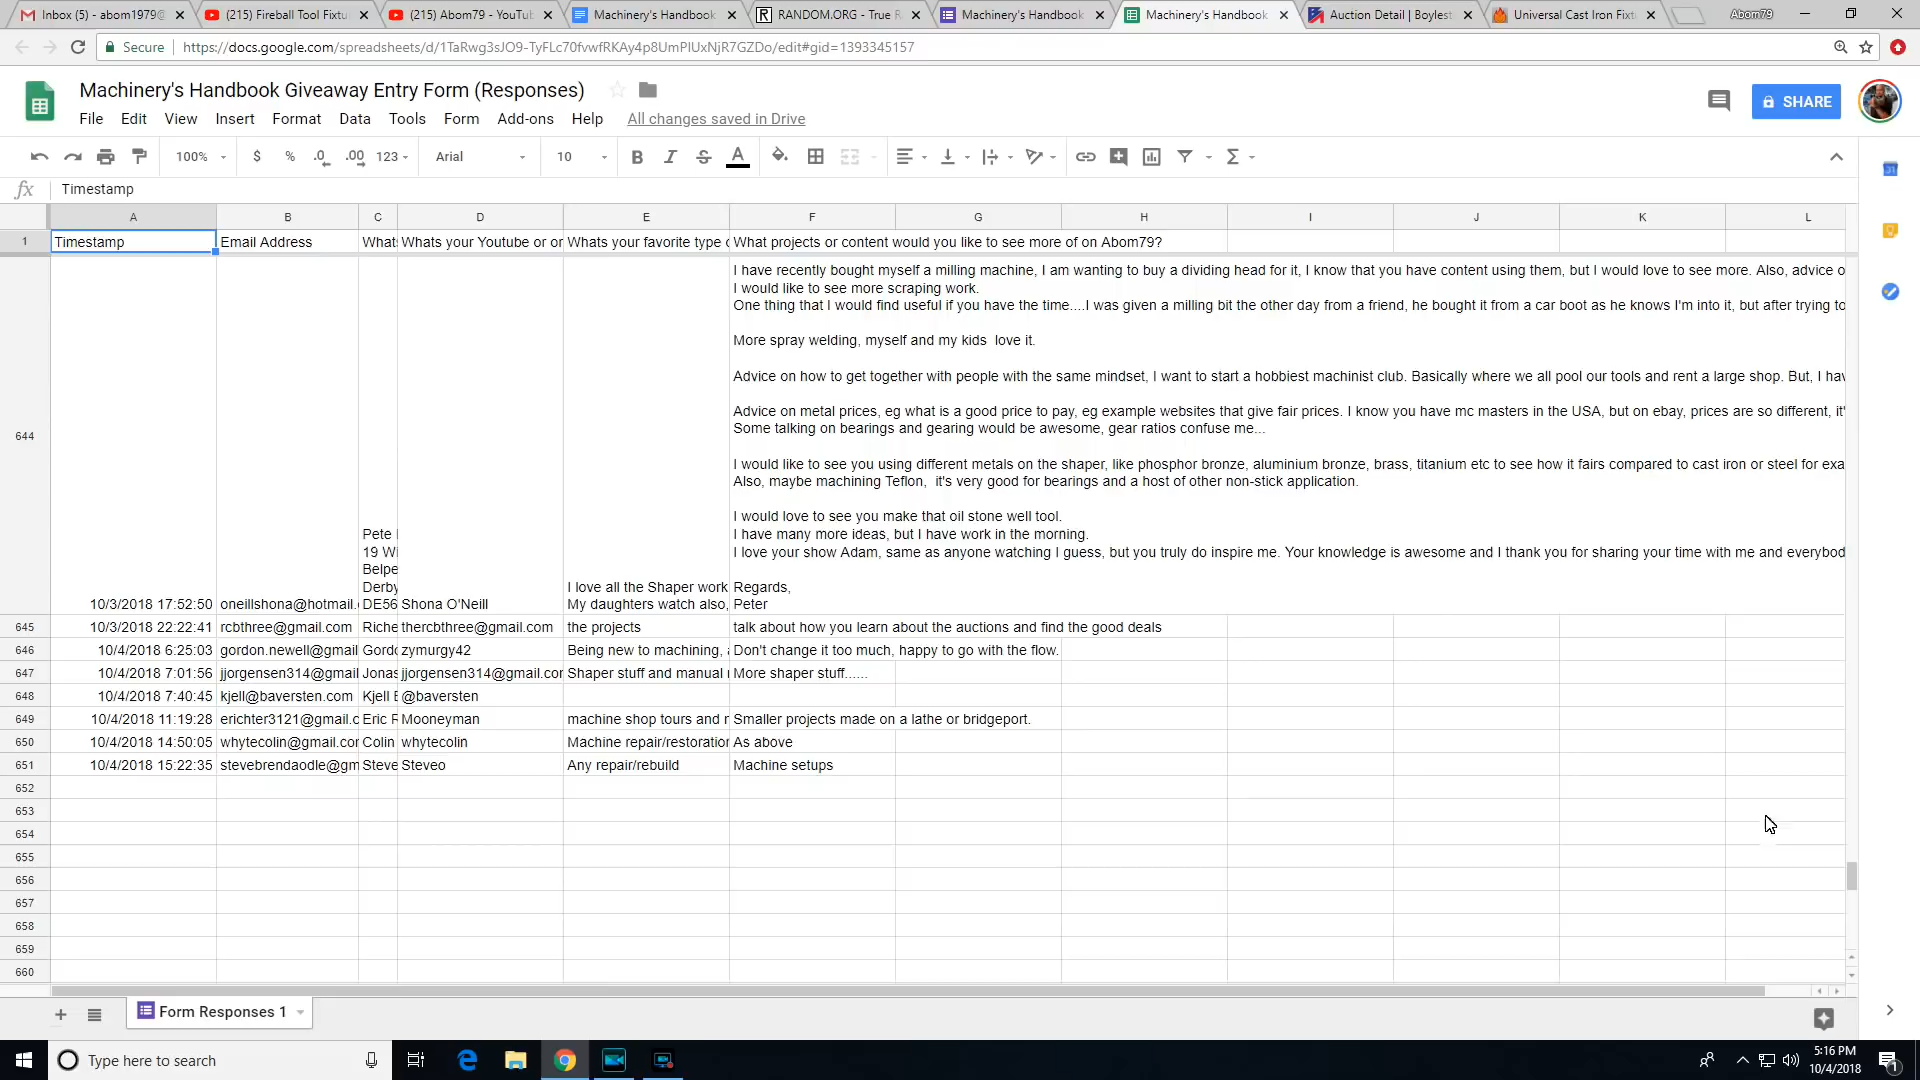 Inbox (5) - abom1979@
(215) Fireball Tool Fixtu
(215) Abom79 - YouTu
Machinery's Handbook
RANDOM.ORG - True R
Machinery's Handbook
Machinery's Handbook
Auction Detail | Boylest
Universal Cast Iron Fixt
Abom79
Secure
https://docs.google.com/spreadsheets/d/1TaRwg3sJO9-TyFLc70fvwfRKAy4p8UmPIUxNjR7GZDo/edit#gid=1393345157
Machinery's Handbook Giveaway Entry Form (Responses)
File Edit View Insert Format Data Tools Form Add-ons Help All changes saved in Drive
SHARE
100% $ % .0 .00 123 Arial 10 B I S A Σ
fx Timestamp
A B C D E F G H I J K L
1 Timestamp Email Address Whats Whats your Youtube or or Whats your favorite type o What projects or content would you like to see more of on Abom79?
I have recently bought myself a milling machine, I am wanting to buy a dividing head for it, I know that you have content using them, but I would love to see more. Also, advice o
I would like to see more scraping work.
One thing that I would find useful if you have the time....I was given a milling bit the other day from a friend, he bought it from a car boot as he knows I'm into it, but after trying to
More spray welding, myself and my kids  love it.
Advice on how to get together with people with the same mindset, I want to start a hobbiest machinist club. Basically where we all pool our tools and rent a large shop. But, I hav
Advice on metal prices, eg what is a good price to pay, eg example websites that give fair prices. I know you have mc masters in the USA, but on ebay, prices are so different, it'
Some talking on bearings and gearing would be awesome, gear ratios confuse me...
644
I would like to see you using different metals on the shaper, like phosphor bronze, aluminium bronze, brass, titanium etc to see how it fairs compared to cast iron or steel for exa
Also, maybe machining Teflon,  it's very good for bearings and a host of other non-stick application.
I would love to see you make that oil stone well tool.
Pete I have many more ideas, but I have work in the morning.
19 Wi I love your show Adam, same as anyone watching I guess, but you truly do inspire me. Your knowledge is awesome and I thank you for sharing your time with me and everybod
Belpe
Derby I love all the Shaper work Regards,
10/3/2018 17:52:50 oneillshona@hotmail. DE56 Shona O'Neill My daughters watch also, Peter
645 10/3/2018 22:22:41 rcbthree@gmail.com Riche thercbthree@gmail.com the projects talk about how you learn about the auctions and find the good deals
646 10/4/2018 6:25:03 gordon.newell@gmail Gordo zymurgy42 Being new to machining, a Don't change it too much, happy to go with the flow.
647 10/4/2018 7:01:56 jjorgensen314@gmail Jonas jjorgensen314@gmail.cor Shaper stuff and manual r More shaper stuff......
648 10/4/2018 7:40:45 kjell@baversten.com Kjell E @baversten
649 10/4/2018 11:19:28 erichter3121@gmail.c Eric F Mooneyman machine shop tours and r Smaller projects made on a lathe or bridgeport.
650 10/4/2018 14:50:05 whytecolin@gmail.cor Colin whytecolin Machine repair/restoration As above
651 10/4/2018 15:22:35 stevebrendaodle@gm Steve Steveo Any repair/rebuild Machine setups
652
653
654
655
656
657
658
659
660
Form Responses 1
Type here to search
5:16 PM
10/4/2018
1